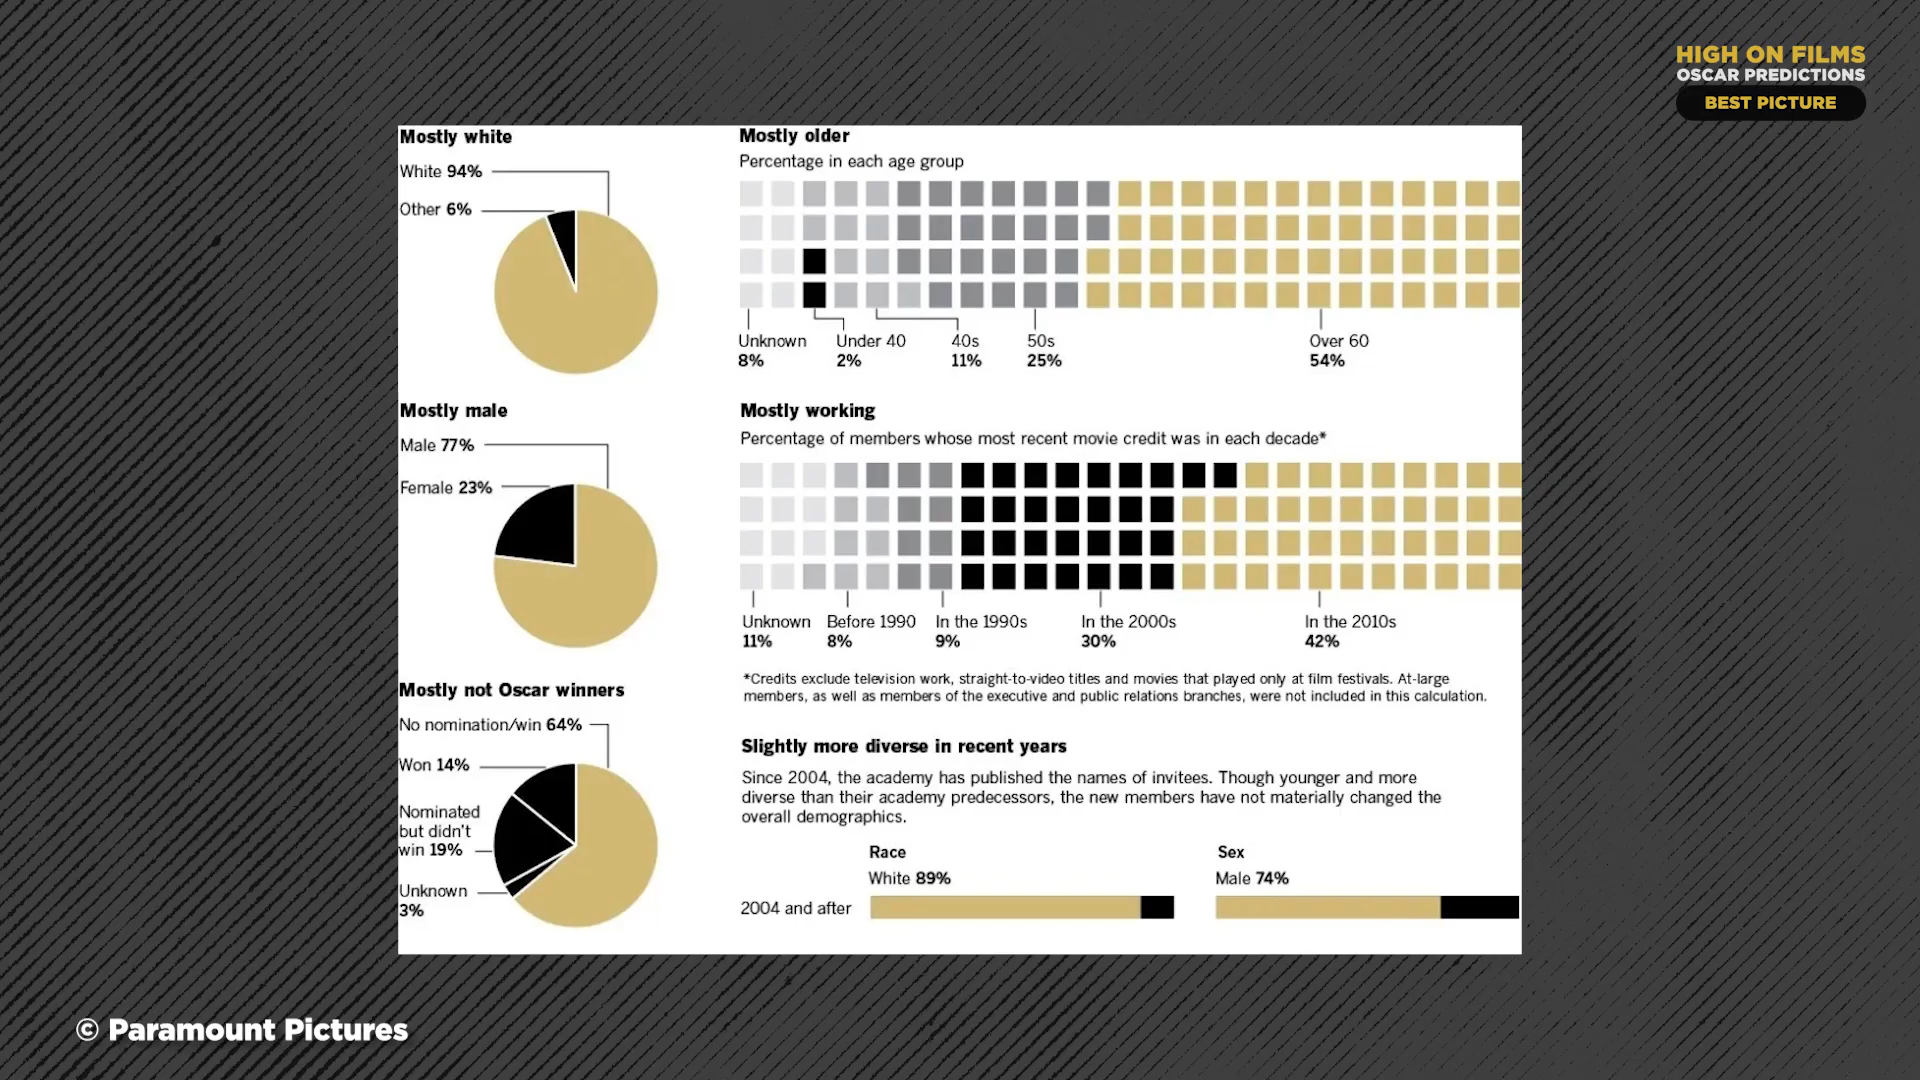 HIGH ON FILMS
OSCAR PREDICTIONS
BEST PICTURE
Mostly white
White 94%
Other 6%
Mostly male
Male 77%
Female 23%
Mostly not Oscar winners
No nomination/win 64%
Won 14%
Nominated
but didn't
win 19%
Unknown
3%
Mostly older
Percentage in each age group
Unknown Under 40 40s 50s Over 60
8% 2% 11% 25% 54%
Mostly working
Percentage of members whose most recent movie credit was in each decade*
Unknown Before 1990 In the 1990s In the 2000s In the 2010s
11% 8% 9% 30% 42%
*Credits exclude television work, straight-to-video titles and movies that played only at film festivals. At-large
members, as well as members of the executive and public relations branches, were not included in this calculation.
Slightly more diverse in recent years
Since 2004, the academy has published the names of invitees. Though younger and more
diverse than their academy predecessors, the new members have not materially changed the
overall demographics.
Race Sex
White 89% Male 74%
2004 and after
© Paramount Pictures